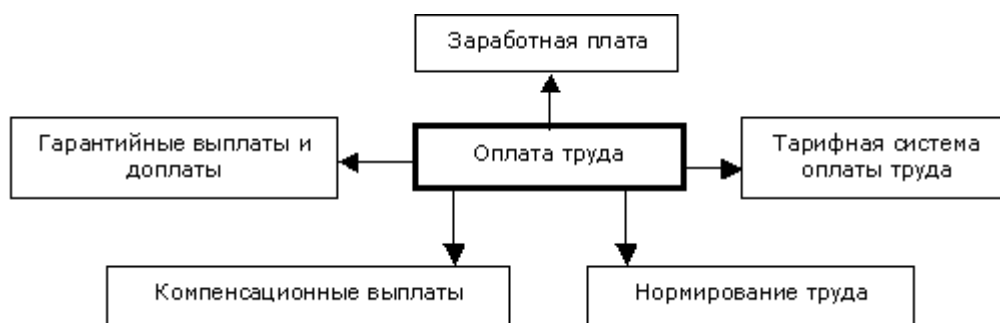 Заработная плата
Гарантийные выплаты и
доплаты
Оплата труда
Тарифная система
оплаты труда
Компенсационные выплаты
Нормирование труда